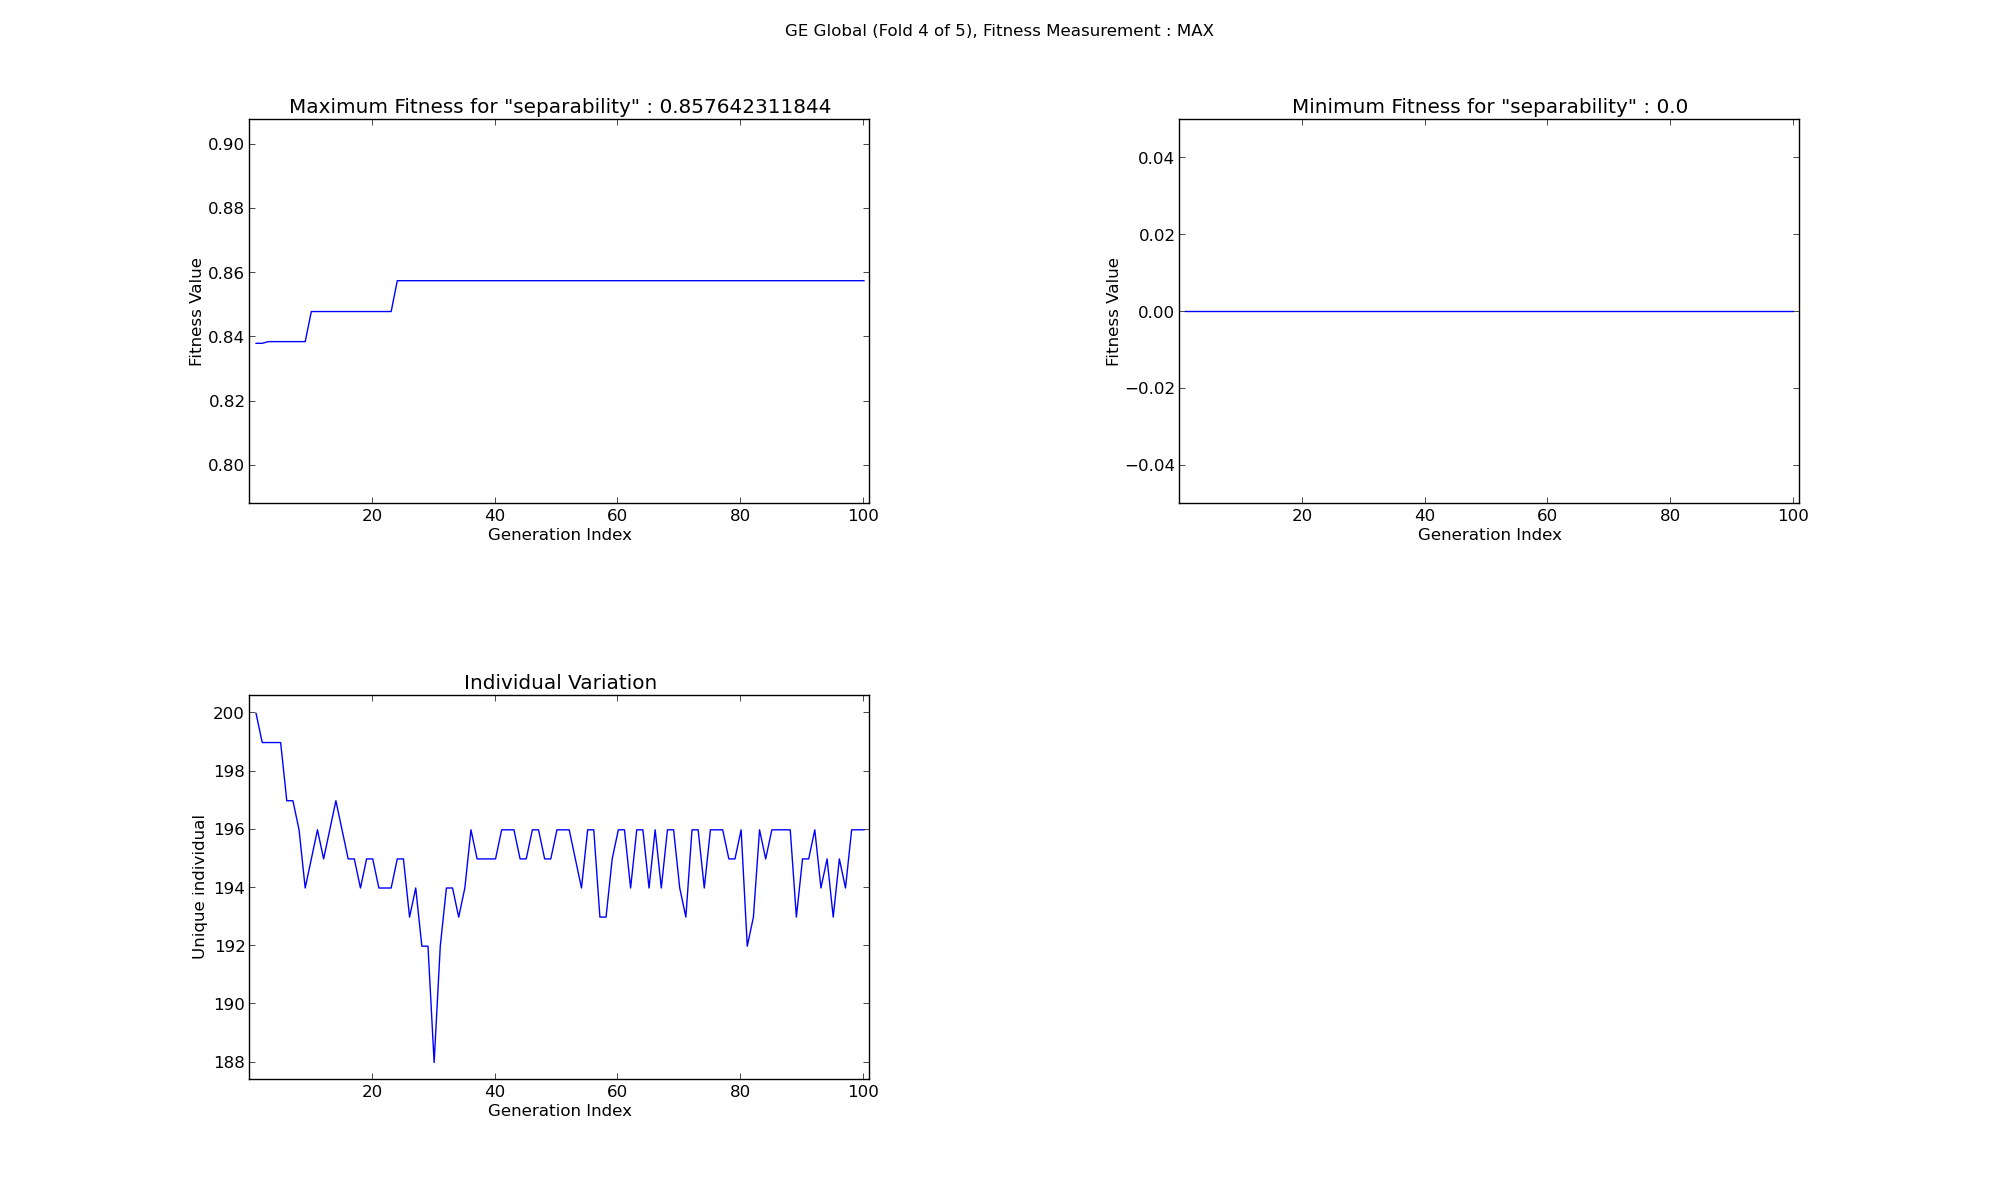 GE Global (Fold 4 of 5), Fitness Measurement : MAX
Maximum Fitness for "separability" : 0.857642311844
0.90
0.88
0.86
0.84
0.82
0.80
Fitness Value
20 40 60 80 100
Generation Index
Minimum Fitness for "separability" : 0.0
0.04
0.02
0.00
−0.02
−0.04
Fitness Value
20 40 60 80 100
Generation Index
Individual Variation
200
198
196
194
192
190
188
Unique individual
20 40 60 80 100
Generation Index